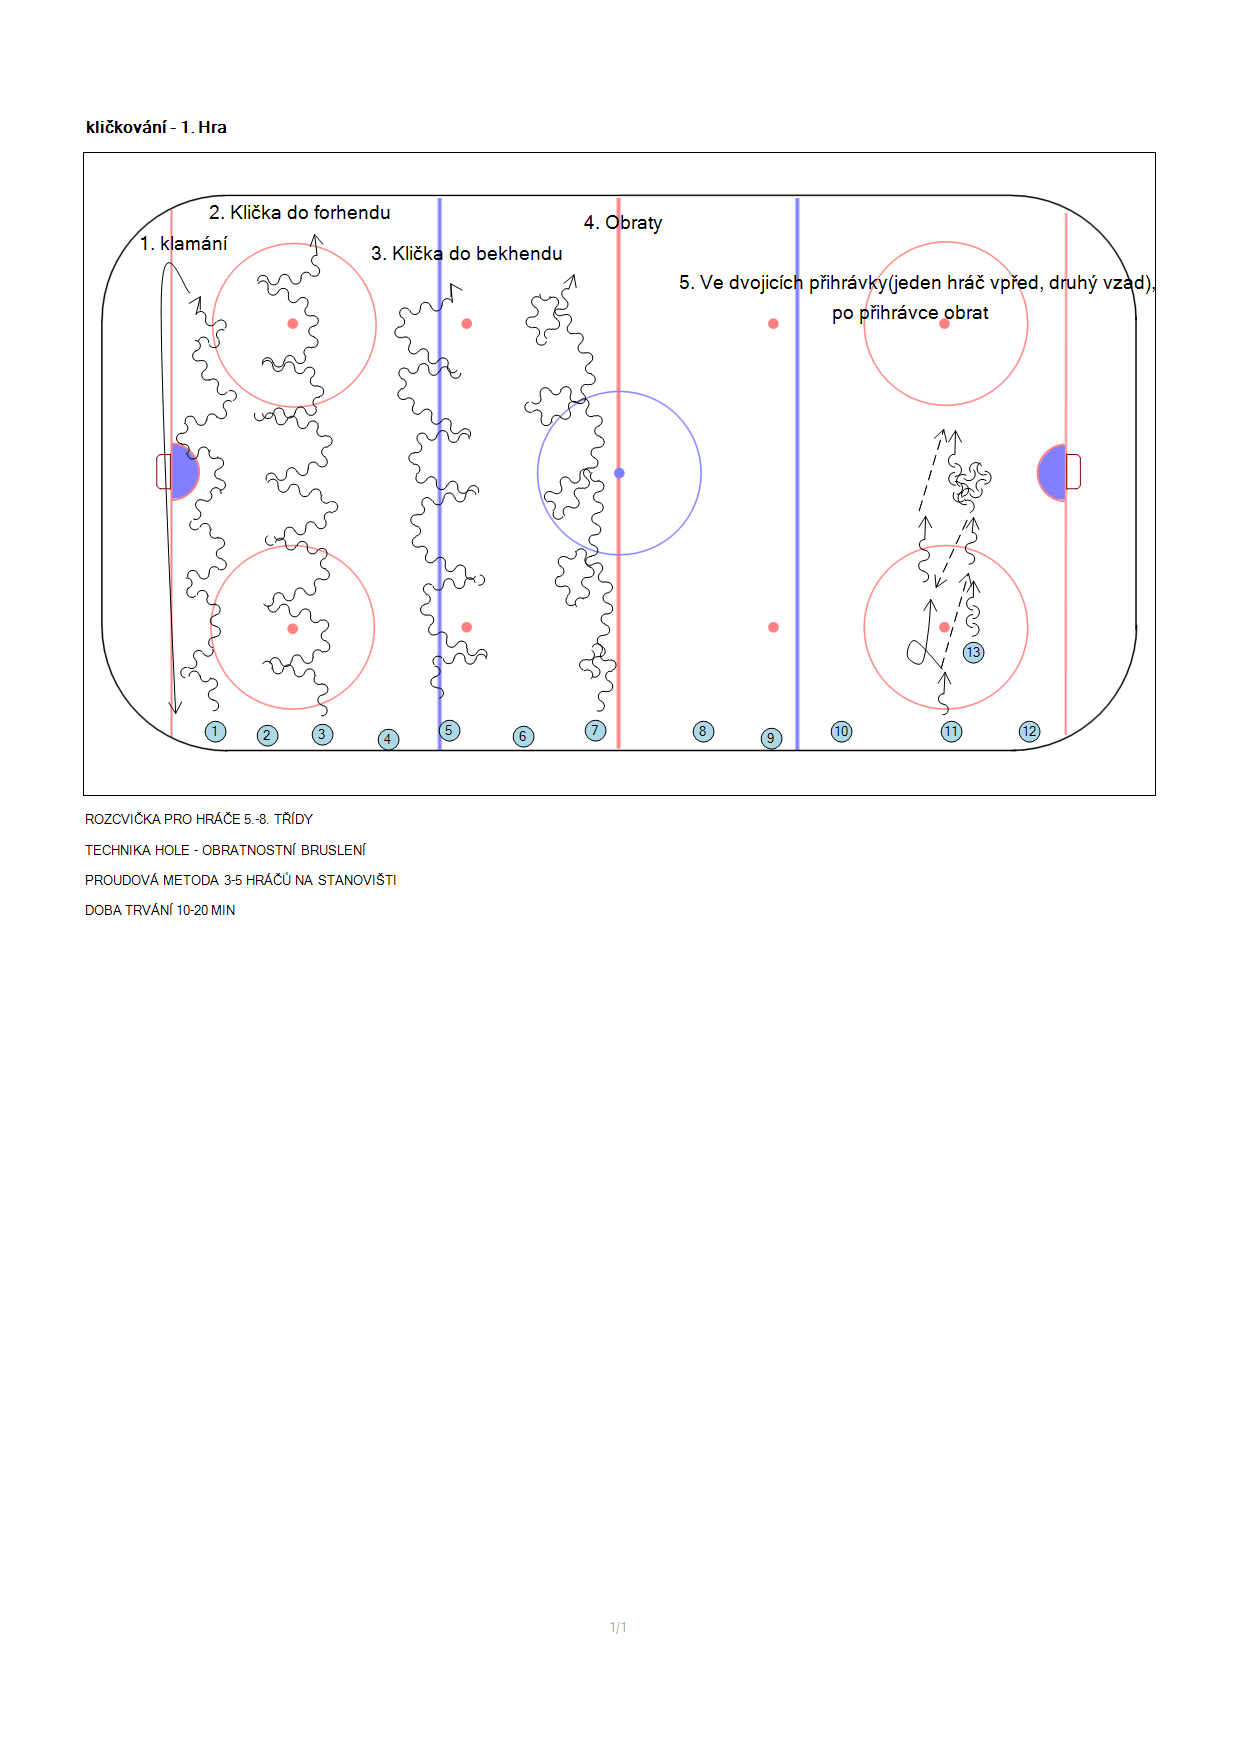 kličkování - 1. Hra
2. Klička do forhendu
4. Obraty
1. klamání
3. Klička do bekhendu
5. Ve dvojicích přihrávky(jeden hráč vpřed, druhý vzad),
po přihrávce obrat
13
1 2 3 4 5 6 7 8 9 10 11 12
ROZCVIČKA PRO HRÁČE 5.-8. TŘÍDY
TECHNIKA HOLE - OBRATNOSTNÍ BRUSLENÍ
PROUDOVÁ METODA 3-5 HRÁČŮ NA STANOVIŠTI
DOBA TRVÁNÍ 10-20 MIN
1/1